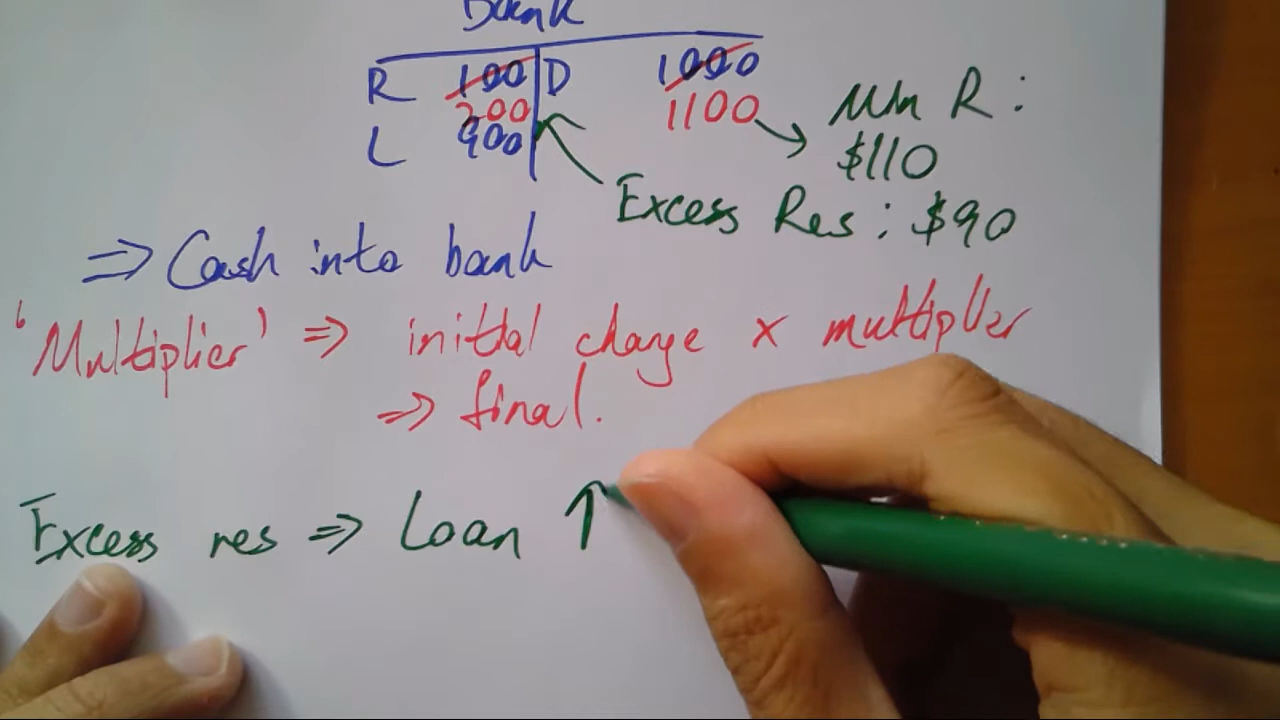 Bank
R 100 D 1000
200 1100
L 900
Min R :
$110
Excess Res : $90
⇒ Cash into bank
'Multiplier' ⇒ initial change × multiplier
⇒ final.
Excess res ⇒ Loan ↑